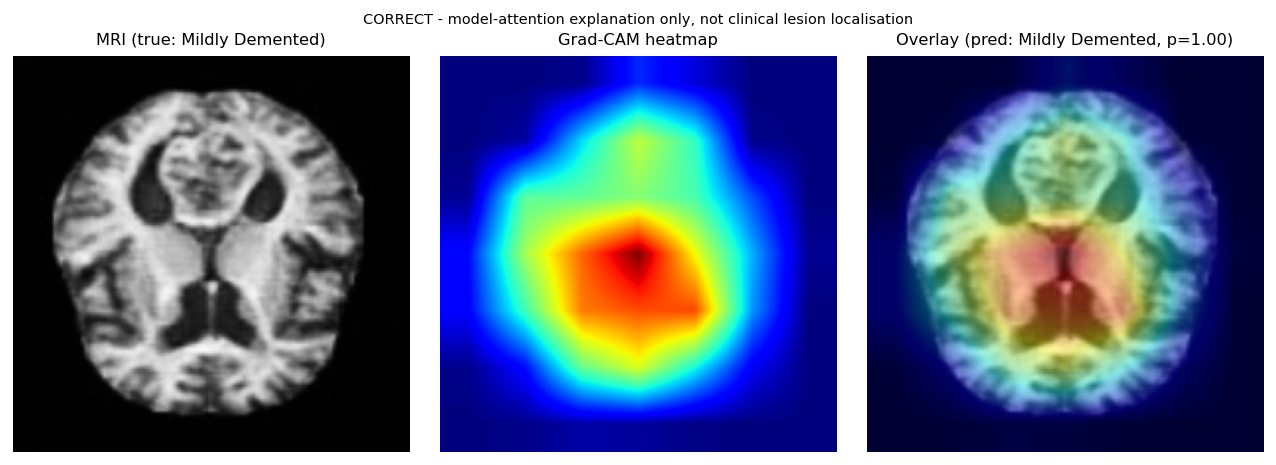 CORRECT - model-attention explanation only, not clinical lesion localisation
MRI (true: Mildly Demented)
Grad-CAM heatmap
Overlay (pred: Mildly Demented, p=1.00)